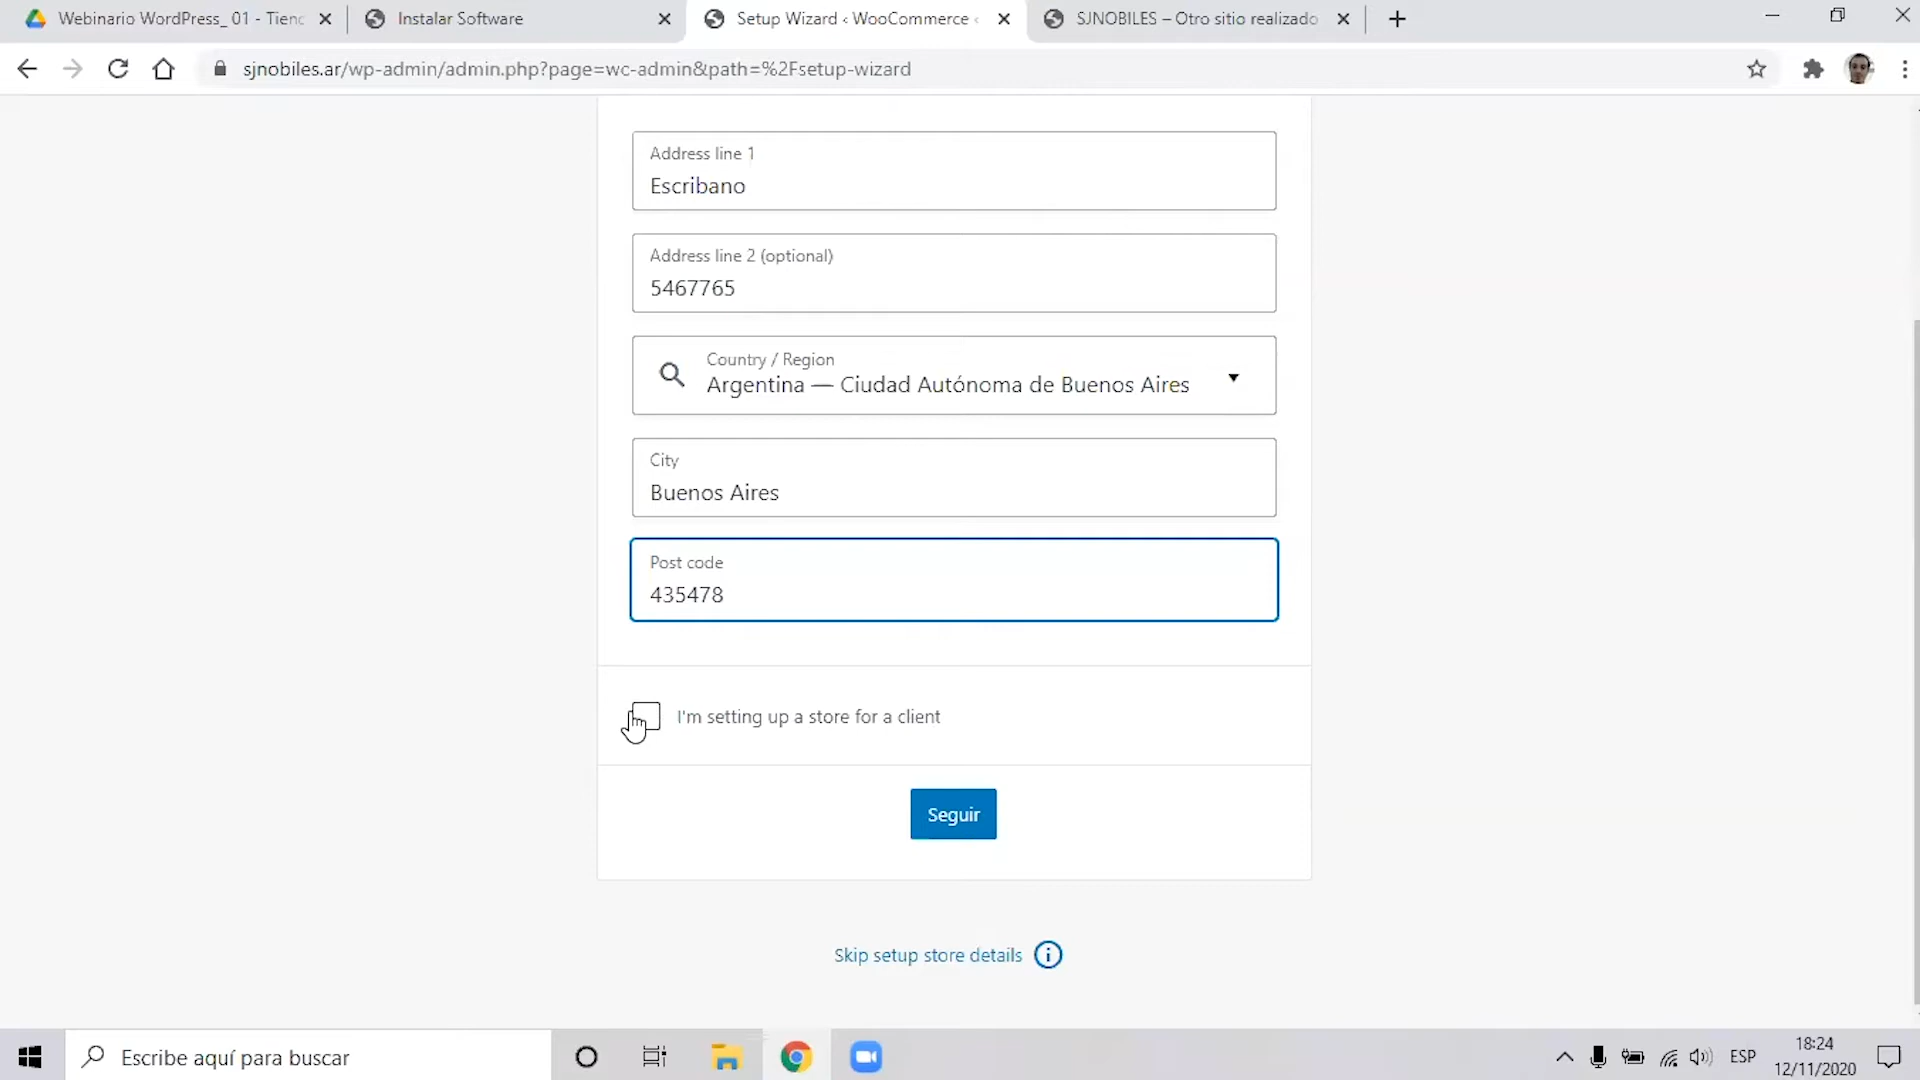 Webinario WordPress_ 01 - Tienc
Instalar Software
Setup Wizard ‹ WooCommerce ‹
SJNOBILES – Otro sitio realizado
sjnobiles.ar/wp-admin/admin.php?page=wc-admin&path=%2Fsetup-wizard
Address line 1
Escribano
Address line 2 (optional)
5467765
Country / Region
Argentina — Ciudad Autónoma de Buenos Aires
City
Buenos Aires
Post code
435478
I'm setting up a store for a client
Seguir
Skip setup store details
Escribe aquí para buscar
ESP
18:24
12/11/2020